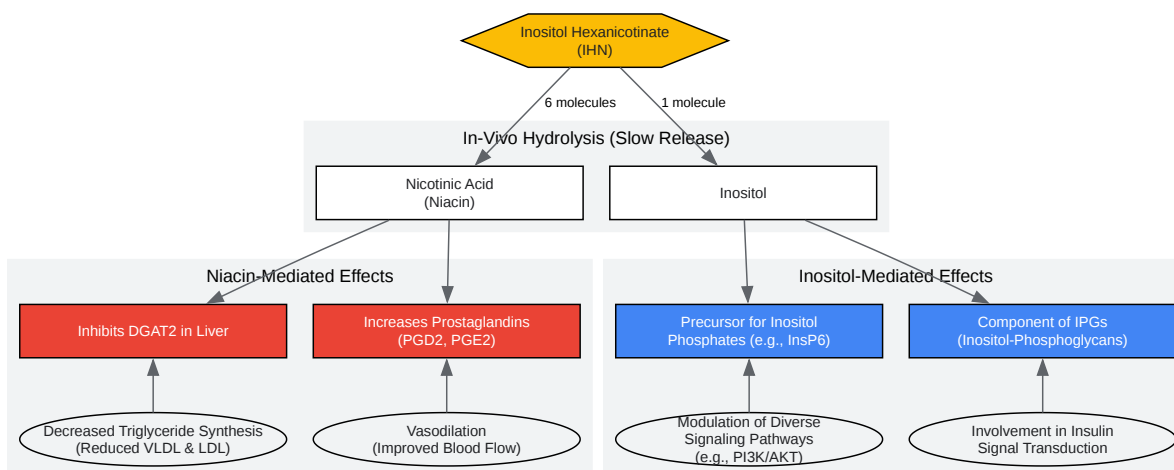 Inositol Hexanicotinate
(IHN)
6 molecules
1 molecule
In-Vivo Hydrolysis (Slow Release)
Nicotinic Acid
(Niacin)
Inositol
Niacin-Mediated Effects
Inositol-Mediated Effects
Inhibits DGAT2 in Liver
Increases Prostaglandins
(PGD2, PGE2)
Precursor for Inositol
Phosphates (e.g., InsP6)
Component of IPGs
(Inositol-Phosphoglycans)
Decreased Triglyceride Synthesis
(Reduced VLDL & LDL)
Vasodilation
(Improved Blood Flow)
Modulation of Diverse
Signaling Pathways
(e.g., PI3K/AKT)
Involvement in Insulin
Signal Transduction